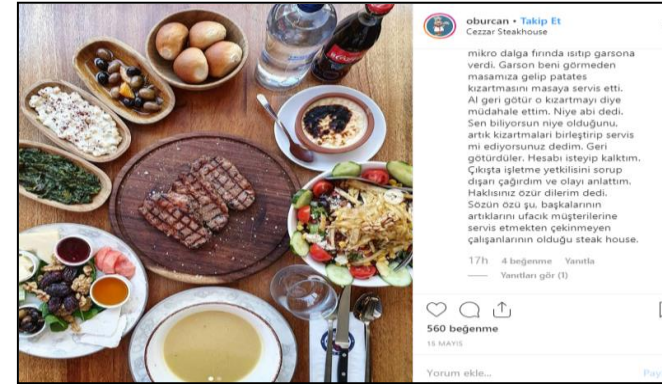 oburcan • Takip Et
Cezzar Steakhouse
mikro dalga fırında ısıtıp garsona
verdi. Garson beni görmeden
masamıza gelip patates
kızartmasını masaya servis etti.
Al geri götür o kızartmayı diye
müdahale ettim. Niye abi dedi.
Sen biliyorsun niye olduğunu,
artık kızartmalari birleştirip servis
mi ediyorsunuz dedim. Geri
götürdüler. Hesabı isteyip kalktım.
Çıkışta işletme yetkilisini sorup
dışarı çağırdım ve olayı anlattım.
Haklısınız özür dilerim dedi.
Sözün özü şu, başkalarının
artıklarını ufacık müşterilerine
servis etmekten çekinmeyen
çalışanlarının olduğu steak house.
17h 4 beğenme Yanıtla
Yanıtları gör (1)
560 beğenme
Yorum ekle...